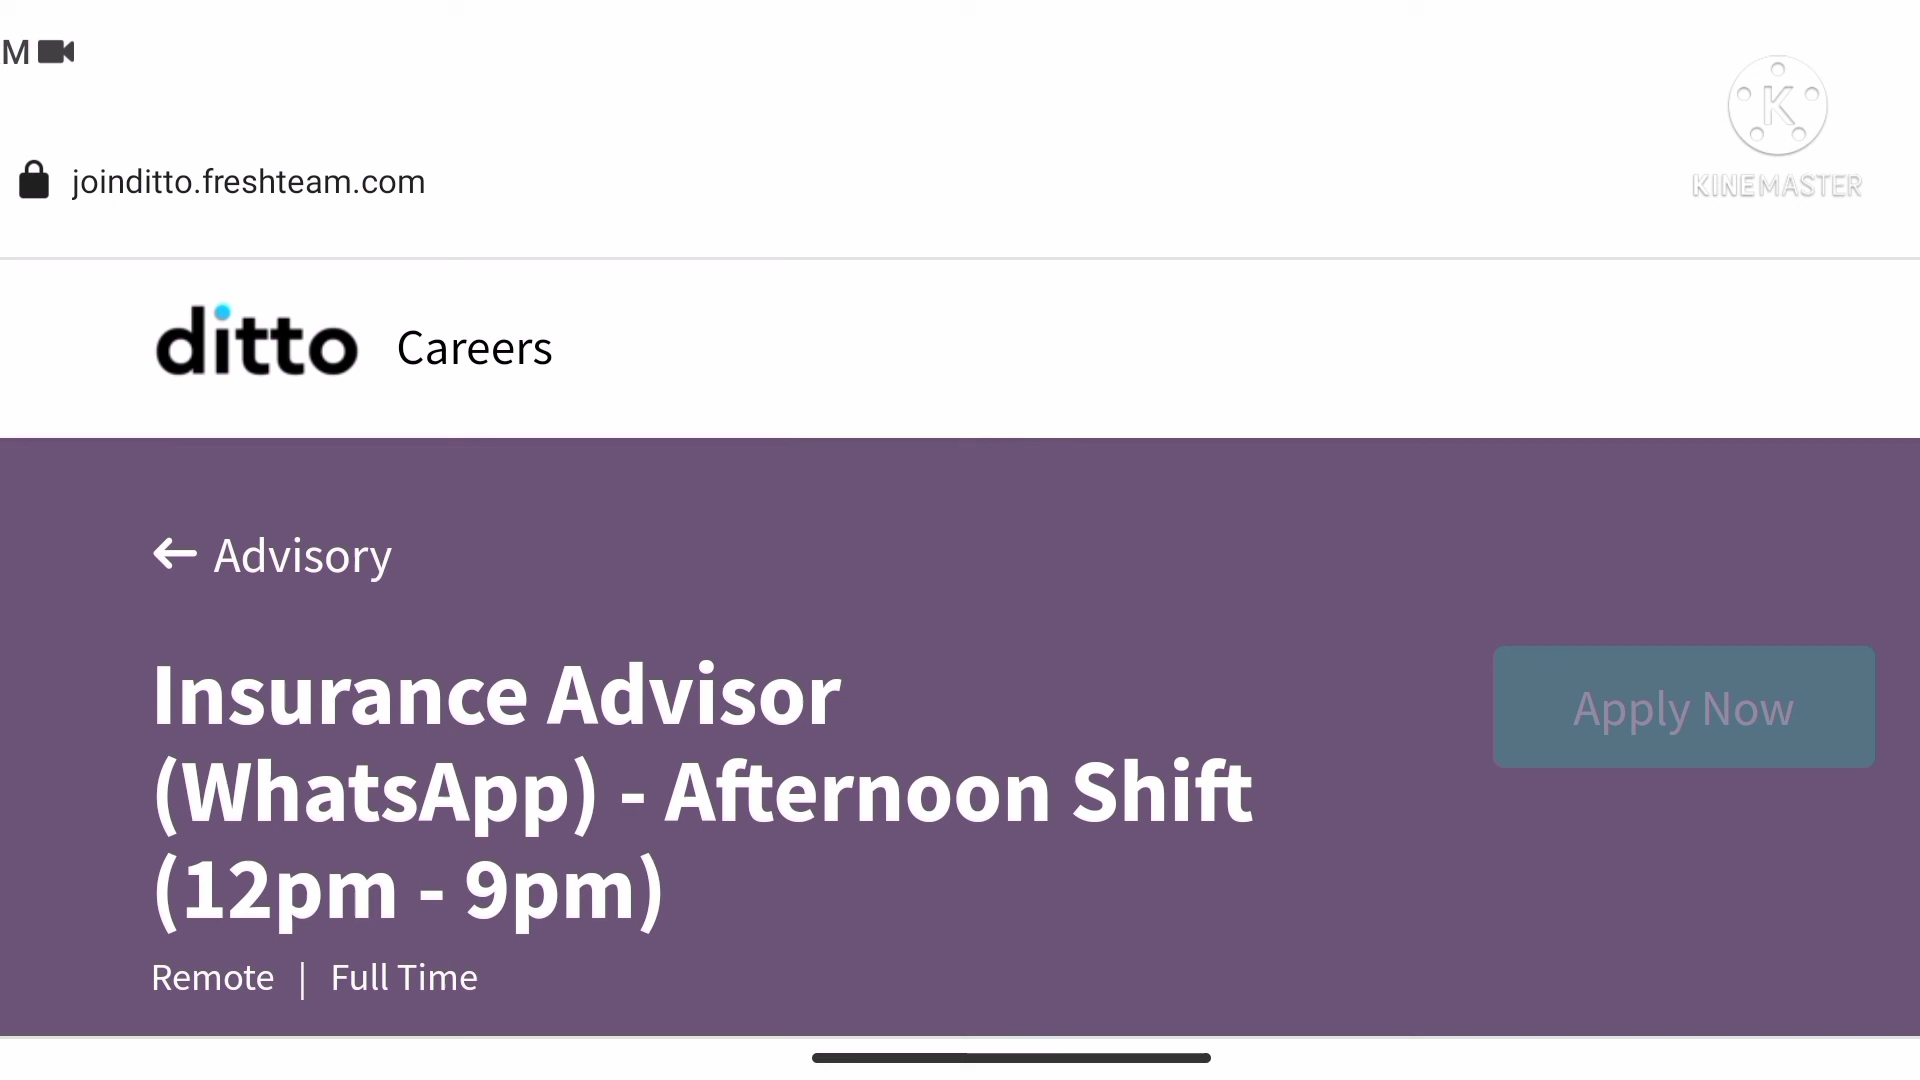 M
K
KINEMASTER
joinditto.freshteam.com
ditto Careers
← Advisory
Insurance Advisor
(WhatsApp) - Afternoon Shift
(12pm - 9pm)
Apply Now
Remote | Full Time